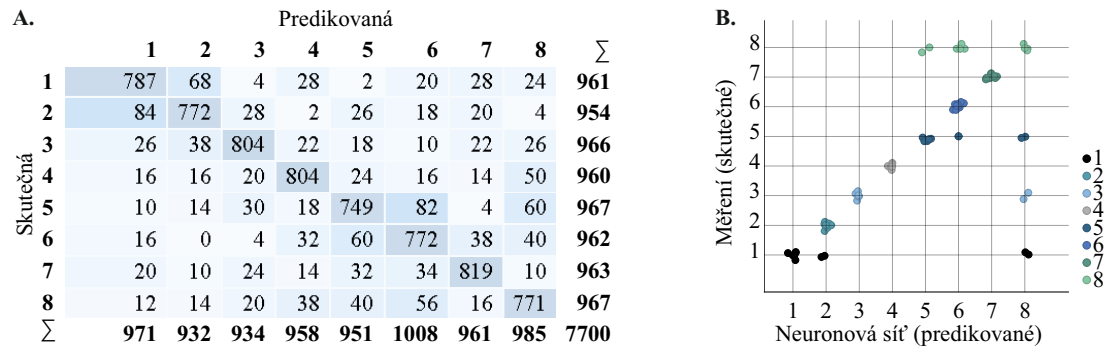 A.
Predikovaná
1 2 3 4 5 6 7 8 ∑
1 787 68 4 28 2 20 28 24 961
2 84 772 28 2 26 18 20 4 954
3 26 38 804 22 18 10 22 26 966
4 16 16 20 804 24 16 14 50 960
5 10 14 30 18 749 82 4 60 967
6 16 0 4 32 60 772 38 40 962
7 20 10 24 14 32 34 819 10 963
8 12 14 20 38 40 56 16 771 967
∑ 971 932 934 958 951 1008 961 985 7700
Skutečná
B.
Měření (skutečné)
8
7
6
5
4
3
2
1
1 2 3 4 5 6 7 8
Neuronová síť (predikované)
1
2
3
4
5
6
7
8